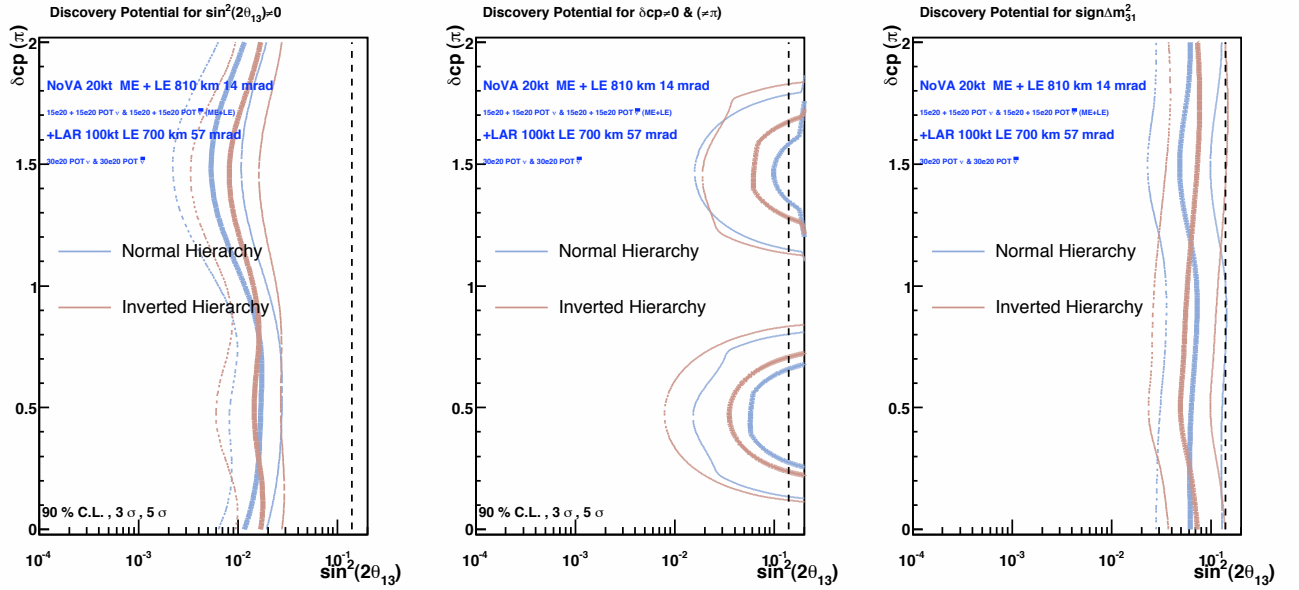 Discovery Potential for sin²(2θ₁₃)≠0
δcp (π)
2
1.5
1
0.5
0
NoVA 20kt ME + LE 810 km 14 mrad
15e20 + 15e20 POT ν & 15e20 + 15e20 POT ν̅ (ME+LE)
+LAR 100kt LE 700 km 57 mrad
30e20 POT ν & 30e20 POT ν̅
Normal Hierarchy
Inverted Hierarchy
90 % C.L. , 3 σ , 5 σ
10⁻⁴ 10⁻³ 10⁻² 10⁻¹
sin²(2θ₁₃)
Discovery Potential for δcp≠0 & (≠π)
δcp (π)
2
1.5
1
0.5
0
NoVA 20kt ME + LE 810 km 14 mrad
15e20 + 15e20 POT ν & 15e20 + 15e20 POT ν̅ (ME+LE)
+LAR 100kt LE 700 km 57 mrad
30e20 POT ν & 30e20 POT ν̅
Normal Hierarchy
Inverted Hierarchy
90 % C.L. , 3 σ , 5 σ
10⁻⁴ 10⁻³ 10⁻² 10⁻¹
sin²(2θ₁₃)
Discovery Potential for signΔm²₃₁
δcp (π)
2
1.5
1
0.5
0
NoVA 20kt ME + LE 810 km 14 mrad
15e20 + 15e20 POT ν & 15e20 + 15e20 POT ν̅ (ME+LE)
+LAR 100kt LE 700 km 57 mrad
30e20 POT ν & 30e20 POT ν̅
Normal Hierarchy
Inverted Hierarchy
10⁻⁴ 10⁻³ 10⁻² 10⁻¹
sin²(2θ₁₃)